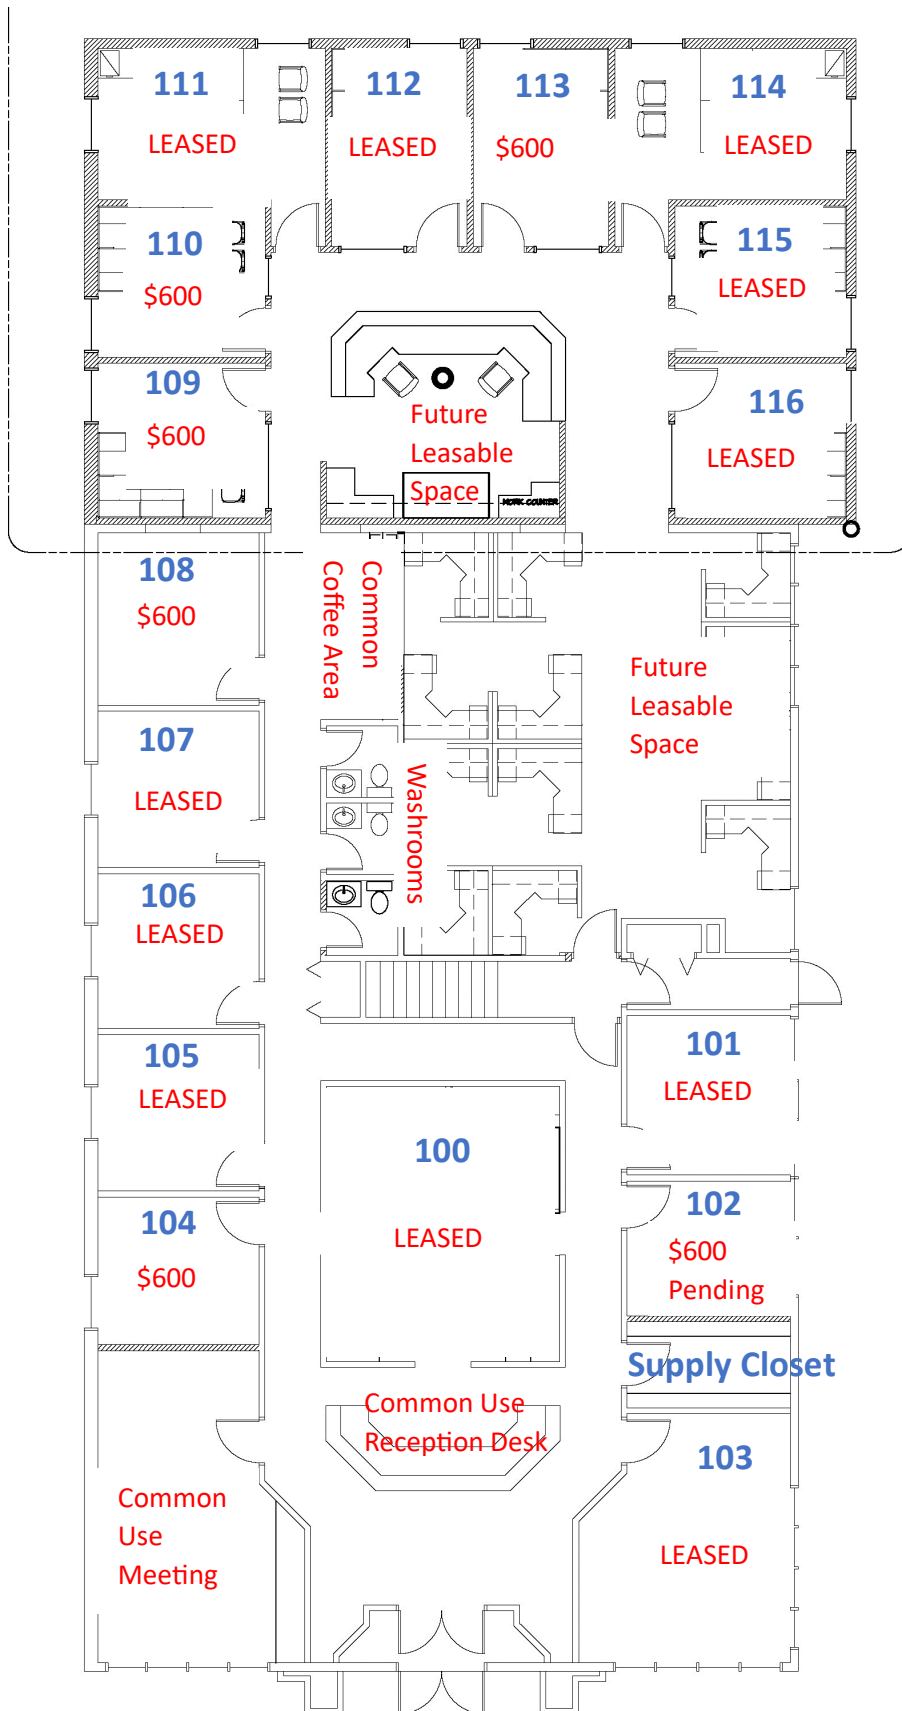 111
LEASED
112
LEASED
113
$600
114
LEASED
110
$600
115
LEASED
109
$600
Future
Leasable
Space
WORK COUNTER
116
LEASED
108
$600
Common
Coffee Area
Future
Leasable
Space
107
LEASED
Washrooms
106
LEASED
105
LEASED
101
LEASED
100
LEASED
104
$600
102
$600
Pending
Supply Closet
Common Use
Reception Desk
103
LEASED
Common
Use
Meeting